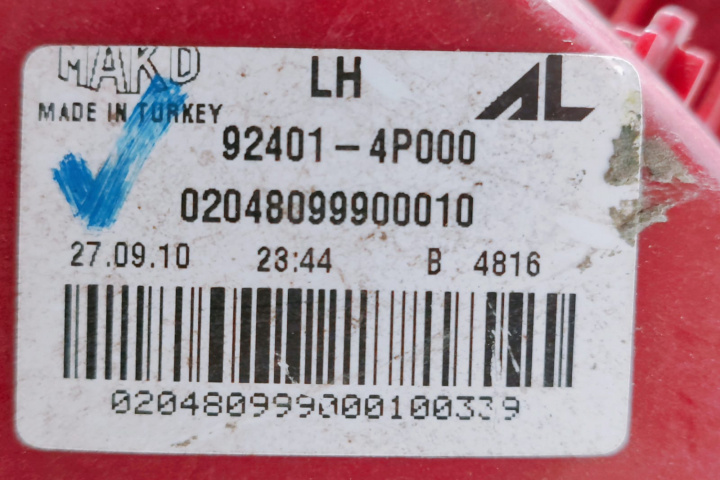 MAKO LH AL
MADE IN TURKEY
92401-4P000
02048099900010
27.09.10 23:44 B 4816
020480999000100339